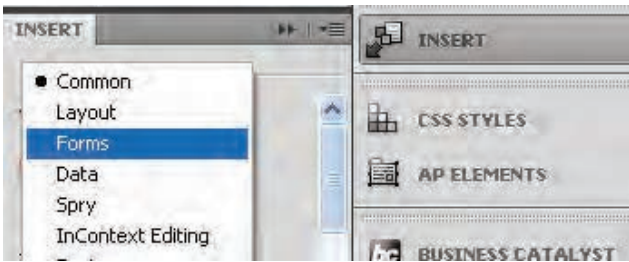 INSERT
Common
Layout
Forms
Data
Spry
InContext Editing
INSERT
CSS STYLES
AP ELEMENTS
BUSINESS CATALYST